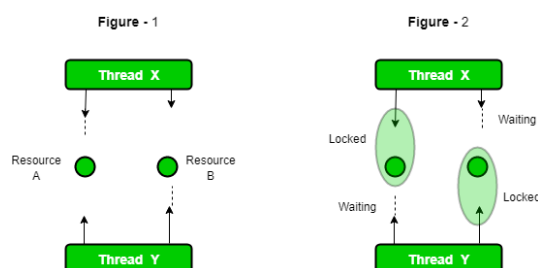 Figure - 1
Thread X
Resource
A
Resource
B
Thread Y
Figure - 2
Thread X
Waiting
Locked
Waiting
Locked
Thread Y